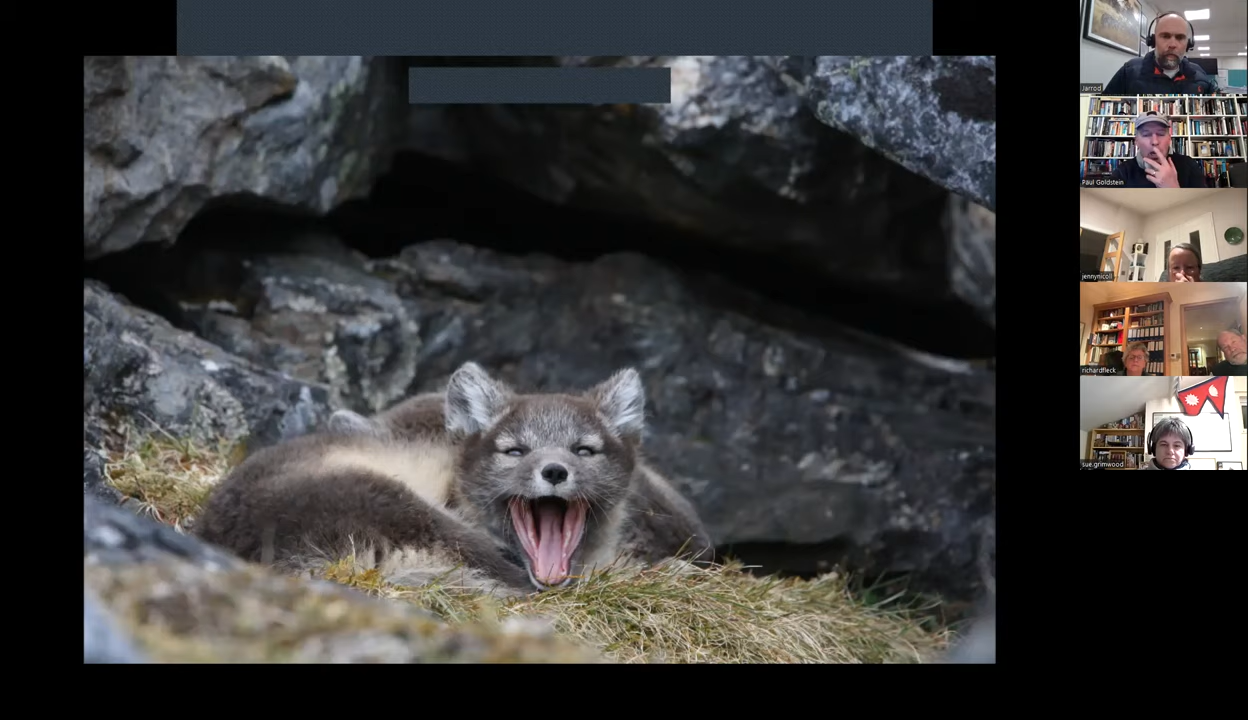 Jarrod
Paul Goldstein
jennynicoll
richardfleck
sue.grimwood